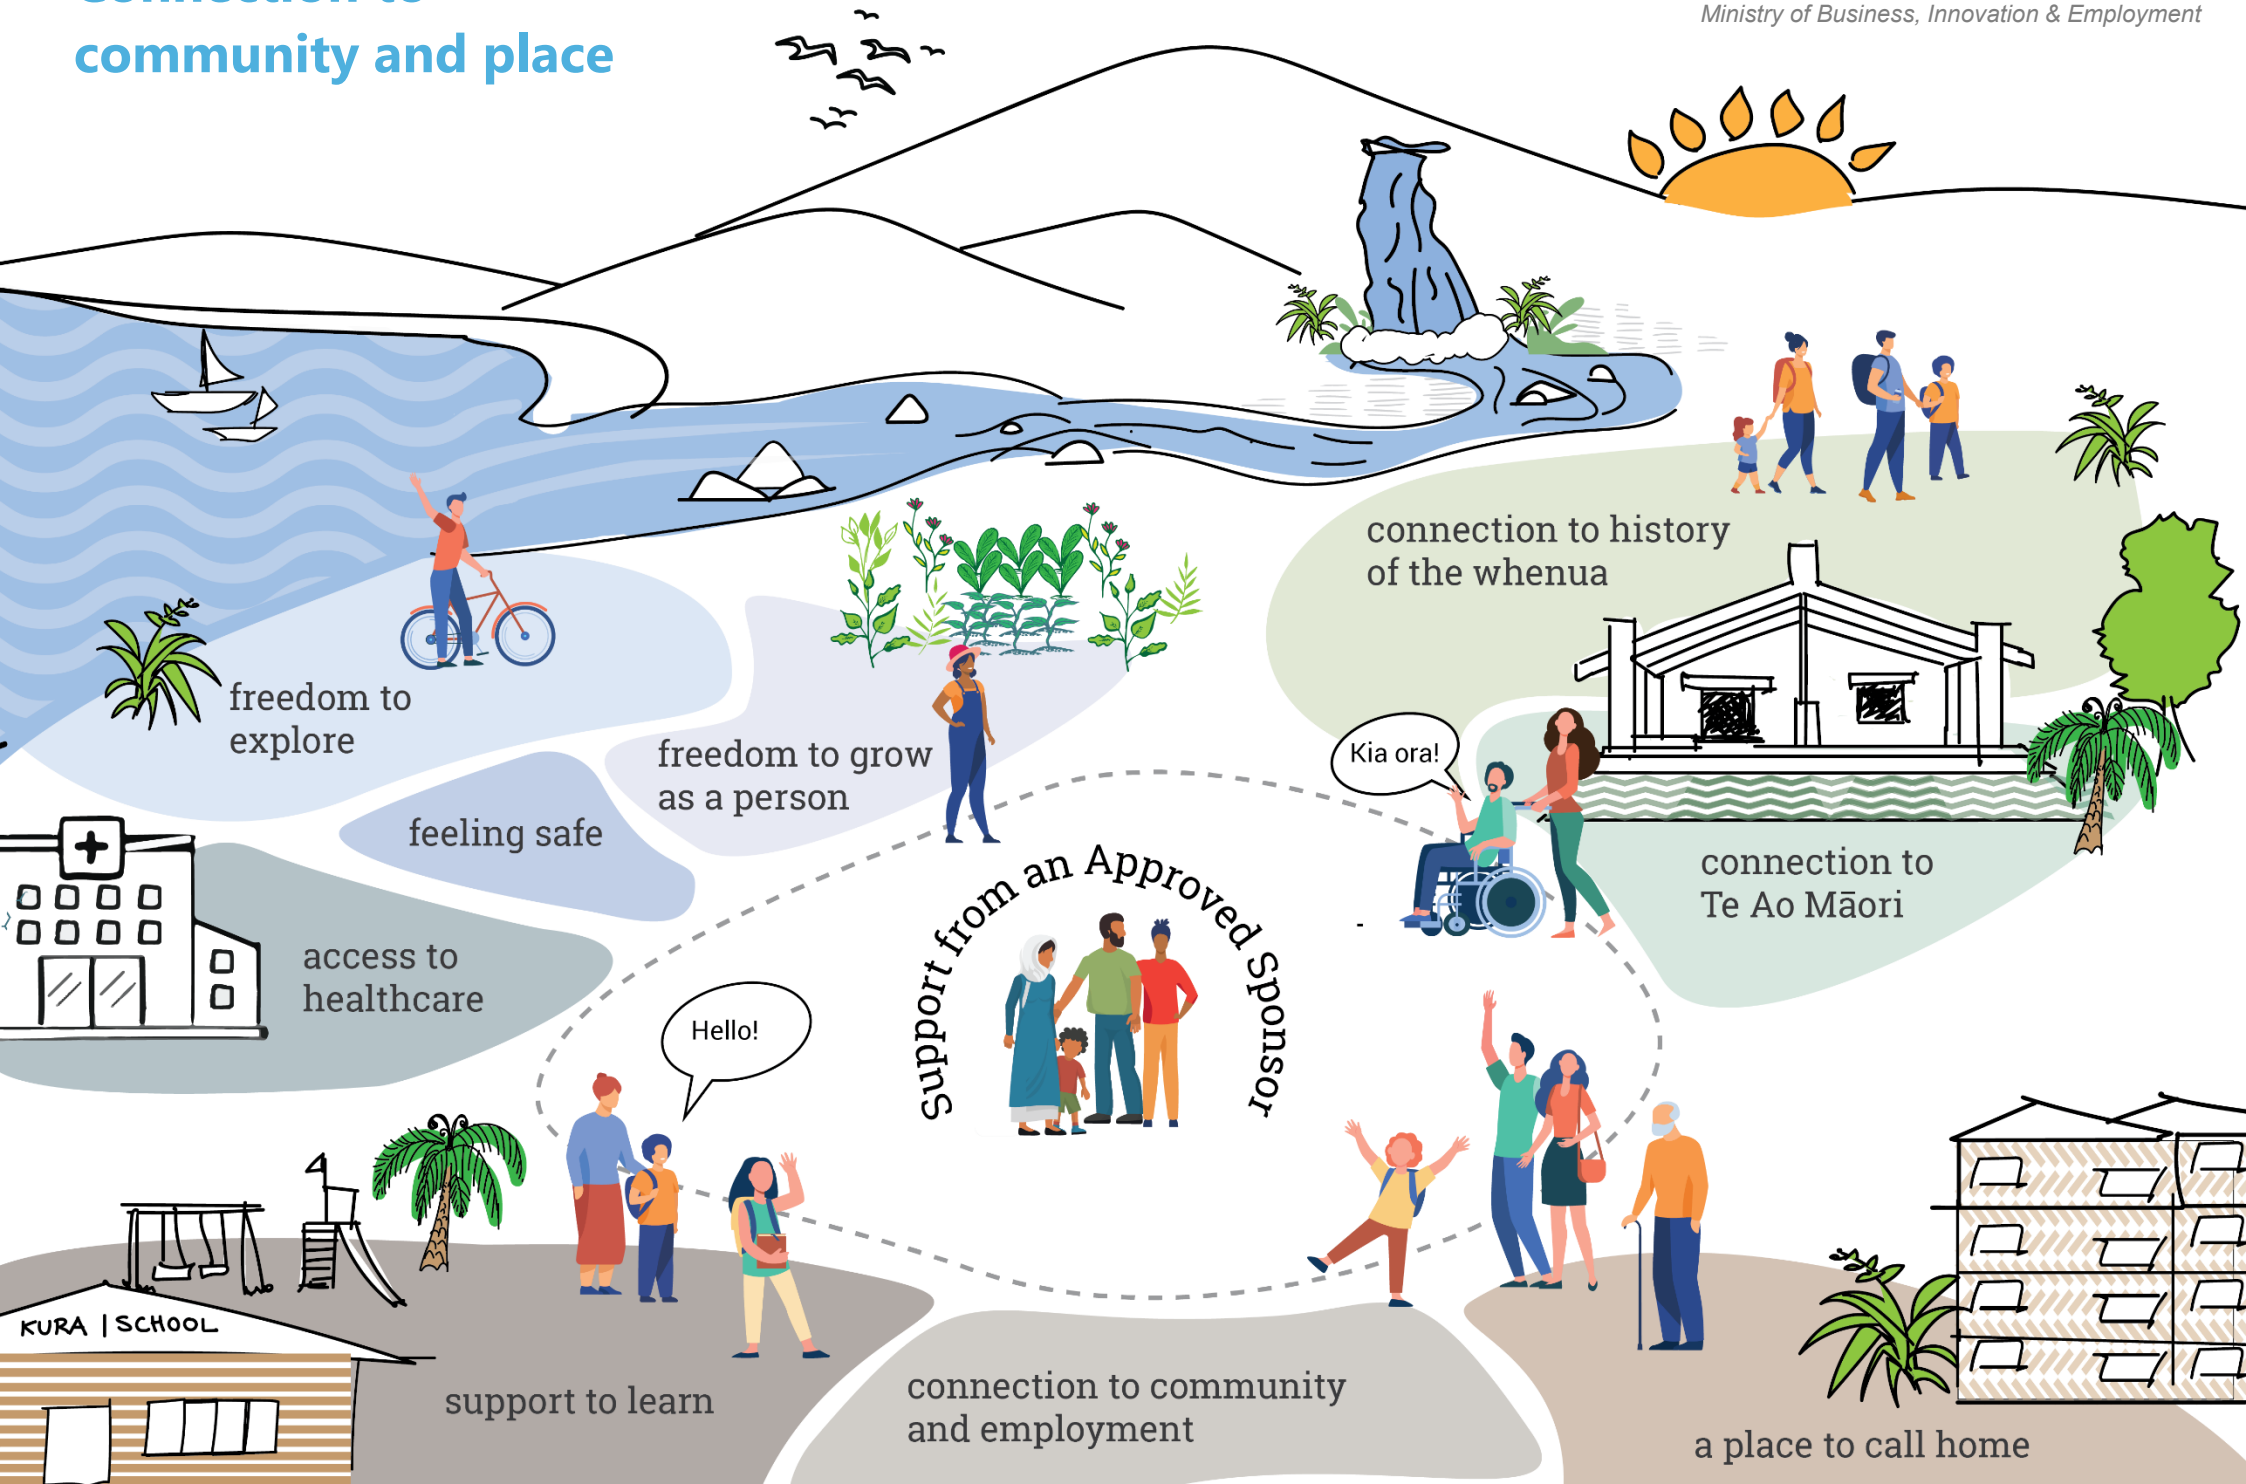 Connection to
community and place
Ministry of Business, Innovation & Employment
connection to history
of the whenua
freedom to
explore
freedom to grow
as a person
Kia ora!
feeling safe
connection to
Te Ao Māori
Support from an Approved Sponsor
access to
healthcare
Hello!
KURA | SCHOOL
support to learn
connection to community
and employment
a place to call home